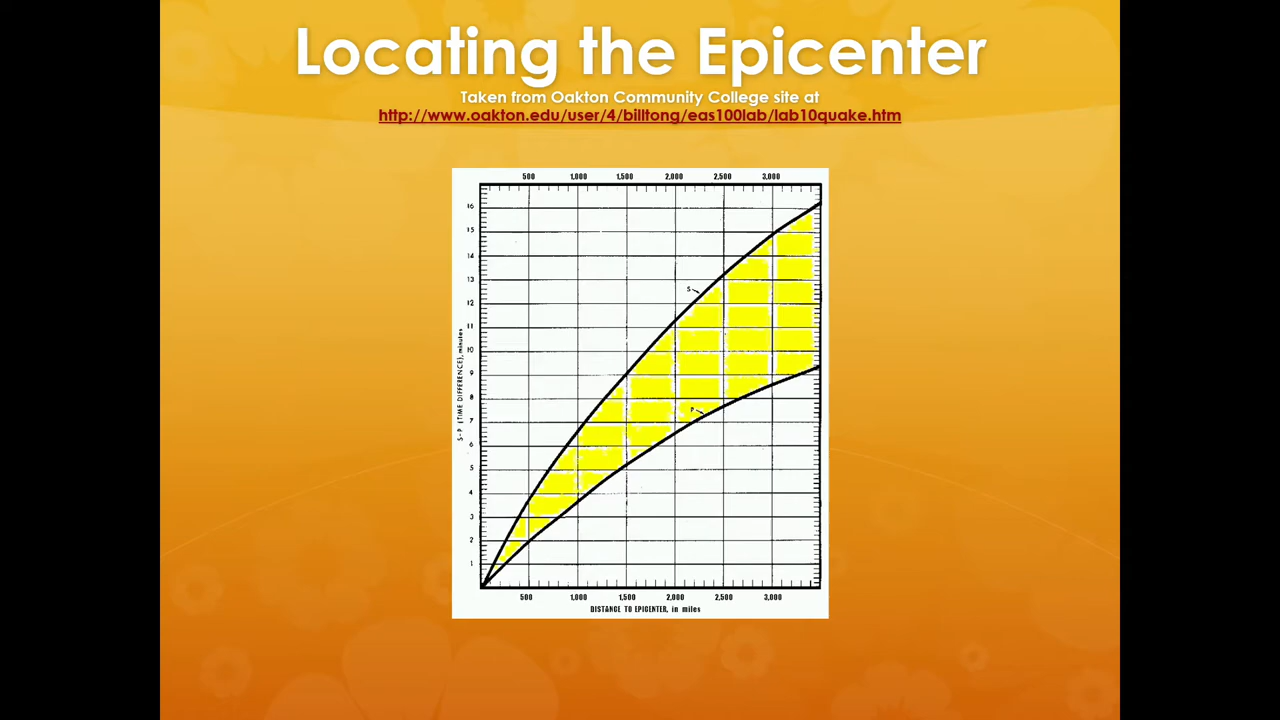 Locating the Epicenter
Taken from Oakton Community College site at
http://www.oakton.edu/user/4/billtong/eas100lab/lab10quake.htm
500 1,000 1,500 2,000 2,500 3,000
16
15
14
13
S
12
11
10
9
8
P
7
6
5
4
3
2
1
S-P (TIME DIFFERENCE), minutes
500 1,000 1,500 2,000 2,500 3,000
DISTANCE TO EPICENTER, in miles